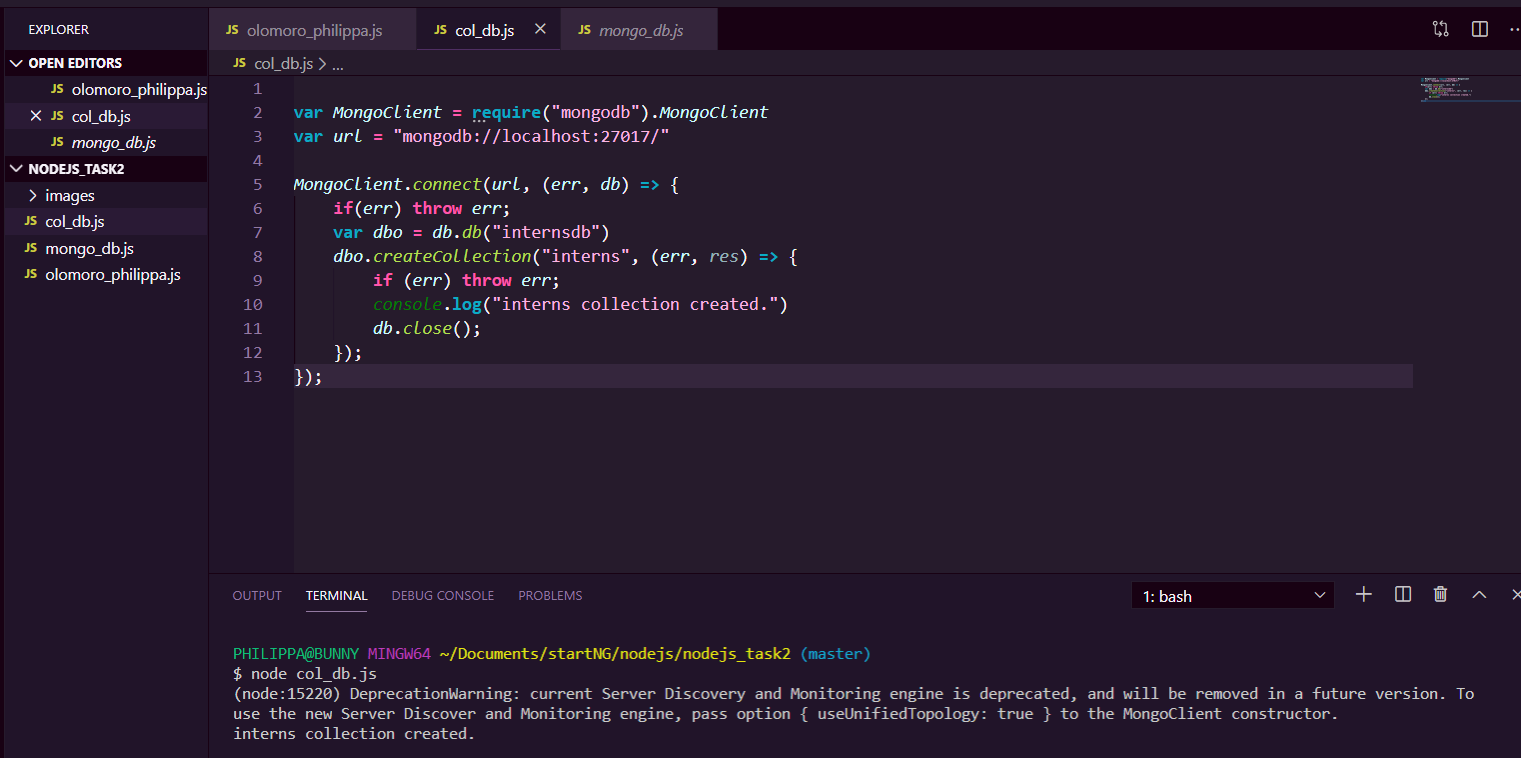 EXPLORER
OPEN EDITORS
JS olomoro_philippa.js
JS col_db.js
JS mongo_db.js
NODEJS_TASK2
images
JS col_db.js
JS mongo_db.js
JS olomoro_philippa.js
JS olomoro_philippa.js JS col_db.js JS mongo_db.js
JS col_db.js > ...
1
2 var MongoClient = require("mongodb").MongoClient
3 var url = "mongodb://localhost:27017/"
4
5 MongoClient.connect(url, (err, db) => {
6 if(err) throw err;
7 var dbo = db.db("internsdb")
8 dbo.createCollection("interns", (err, res) => {
9 if (err) throw err;
10 console.log("interns collection created.")
11 db.close();
12 });
13 });
OUTPUT TERMINAL DEBUG CONSOLE PROBLEMS 1: bash
PHILIPPA@BUNNY MINGW64 ~/Documents/startNG/nodejs/nodejs_task2 (master)
$ node col_db.js
(node:15220) DeprecationWarning: current Server Discovery and Monitoring engine is deprecated, and will be removed in a future version. To
use the new Server Discover and Monitoring engine, pass option { useUnifiedTopology: true } to the MongoClient constructor.
interns collection created.